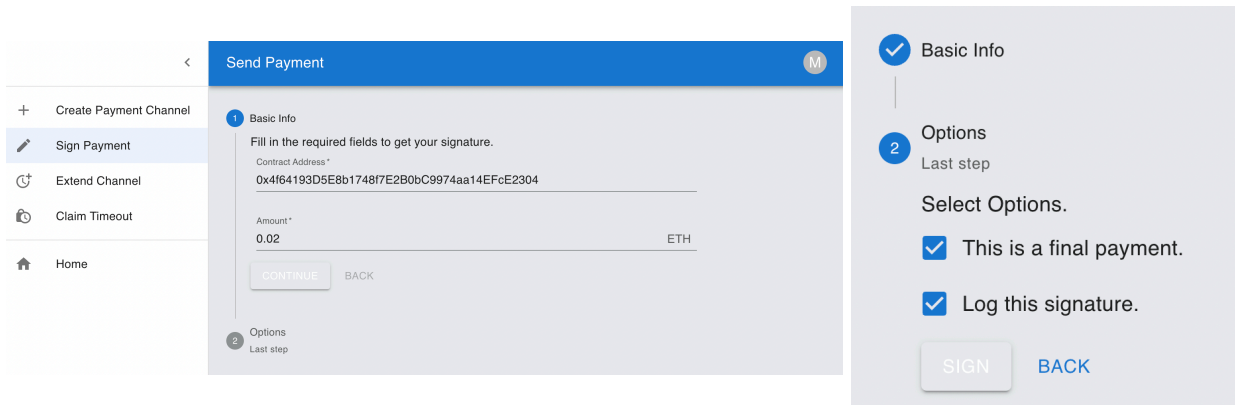 Send Payment
M
Create Payment Channel
Sign Payment
Extend Channel
Claim Timeout
Home
1 Basic Info
Fill in the required fields to get your signature.
Contract Address *
0x4f64193D5E8b1748f7E2B0bC9974aa14EFcE2304
Amount *
0.02 ETH
CONTINUE BACK
2 Options
Last step
Basic Info
2 Options
Last step
Select Options.
This is a final payment.
Log this signature.
SIGN BACK